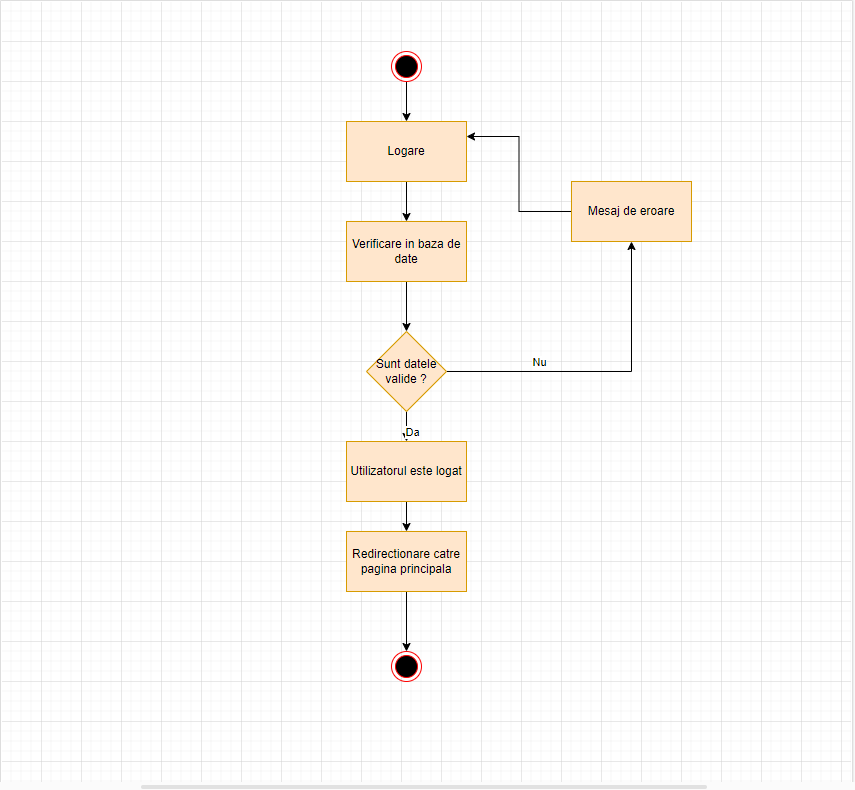 Logare
Mesaj de eroare
Verificare in baza de
date
Sunt datele
valide ?
Nu
Da
Utilizatorul este logat
Redirectionare catre
pagina principala